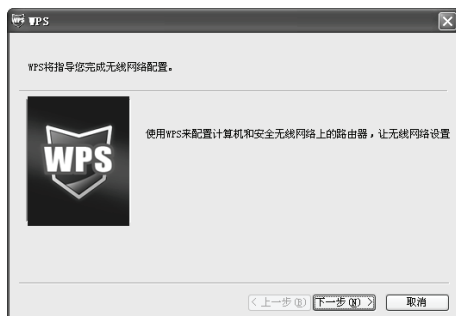 WPS
WPS将指导您完成无线网络配置。
WPS
使用WPS来配置计算机和安全无线网络上的路由器，让无线网络设置
< 上一步(B) 下一步(N) > 取消